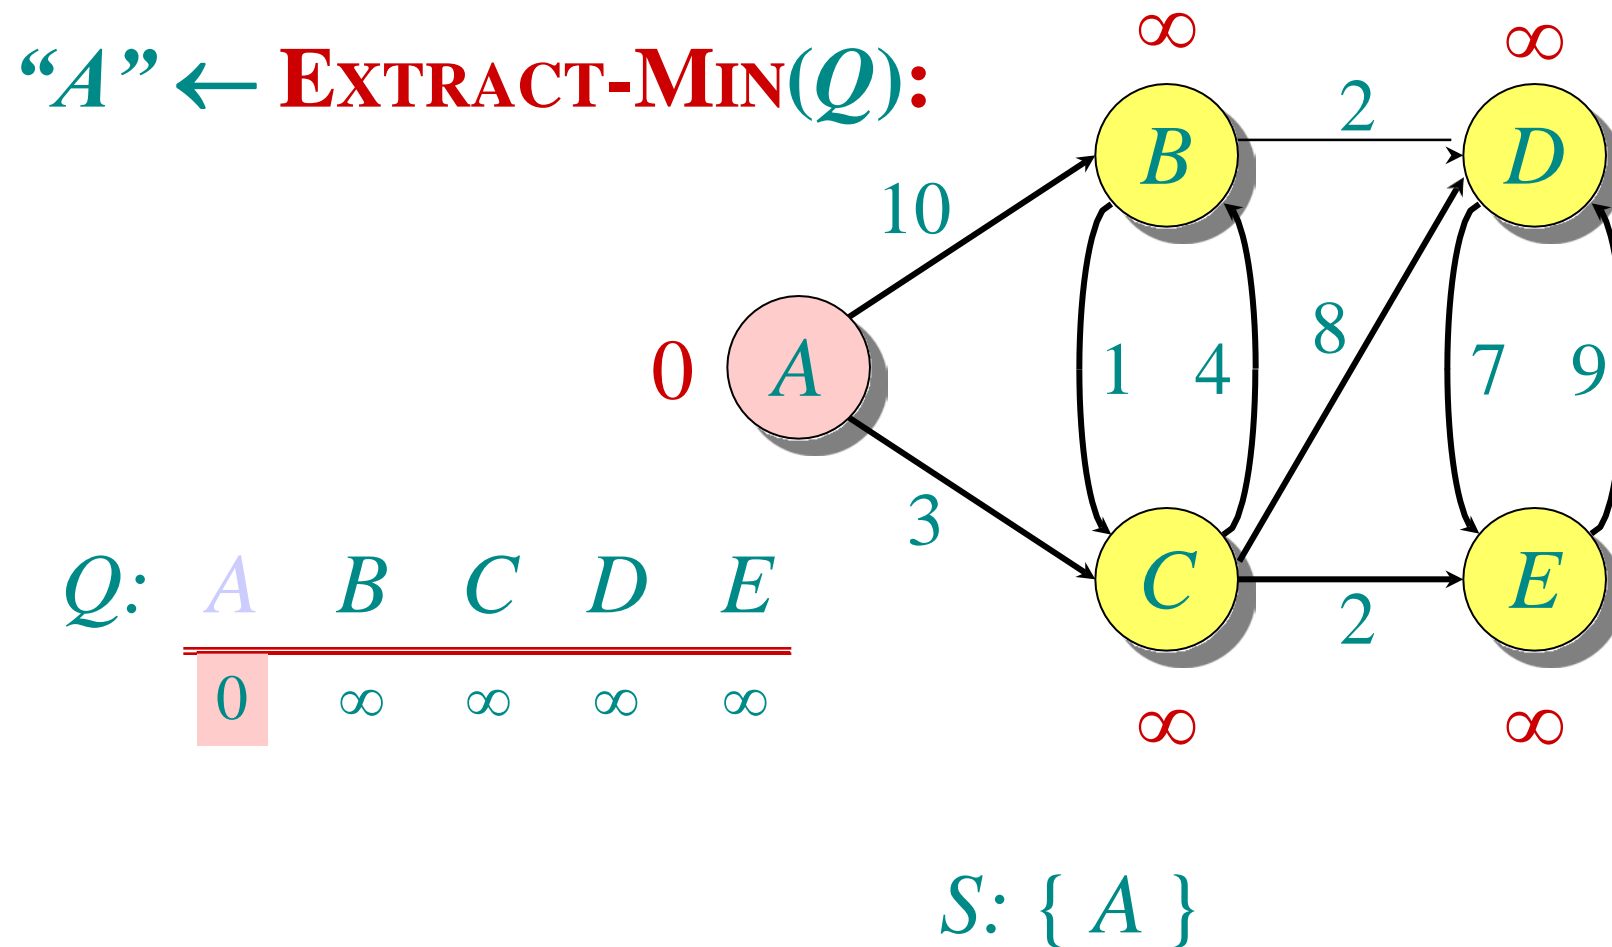 “A” ← EXTRACT-MIN(Q):
∞ ∞
B 2 D
10
A
0
1 4 8 7 9
3
C 2 E
∞ ∞
Q: A B C D E
0 ∞ ∞ ∞ ∞
S: { A }